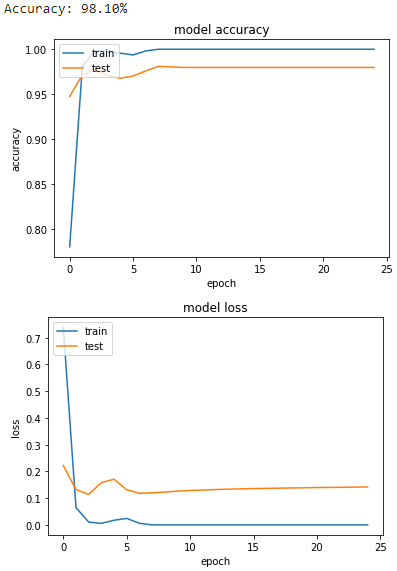 Accuracy: 98.10%
model accuracy
1.00
0.95
0.90
0.85
0.80
accuracy
train
test
0 5 10 15 20 25
epoch
model loss
0.7
0.6
0.5
0.4
0.3
0.2
0.1
0.0
loss
train
test
0 5 10 15 20 25
epoch